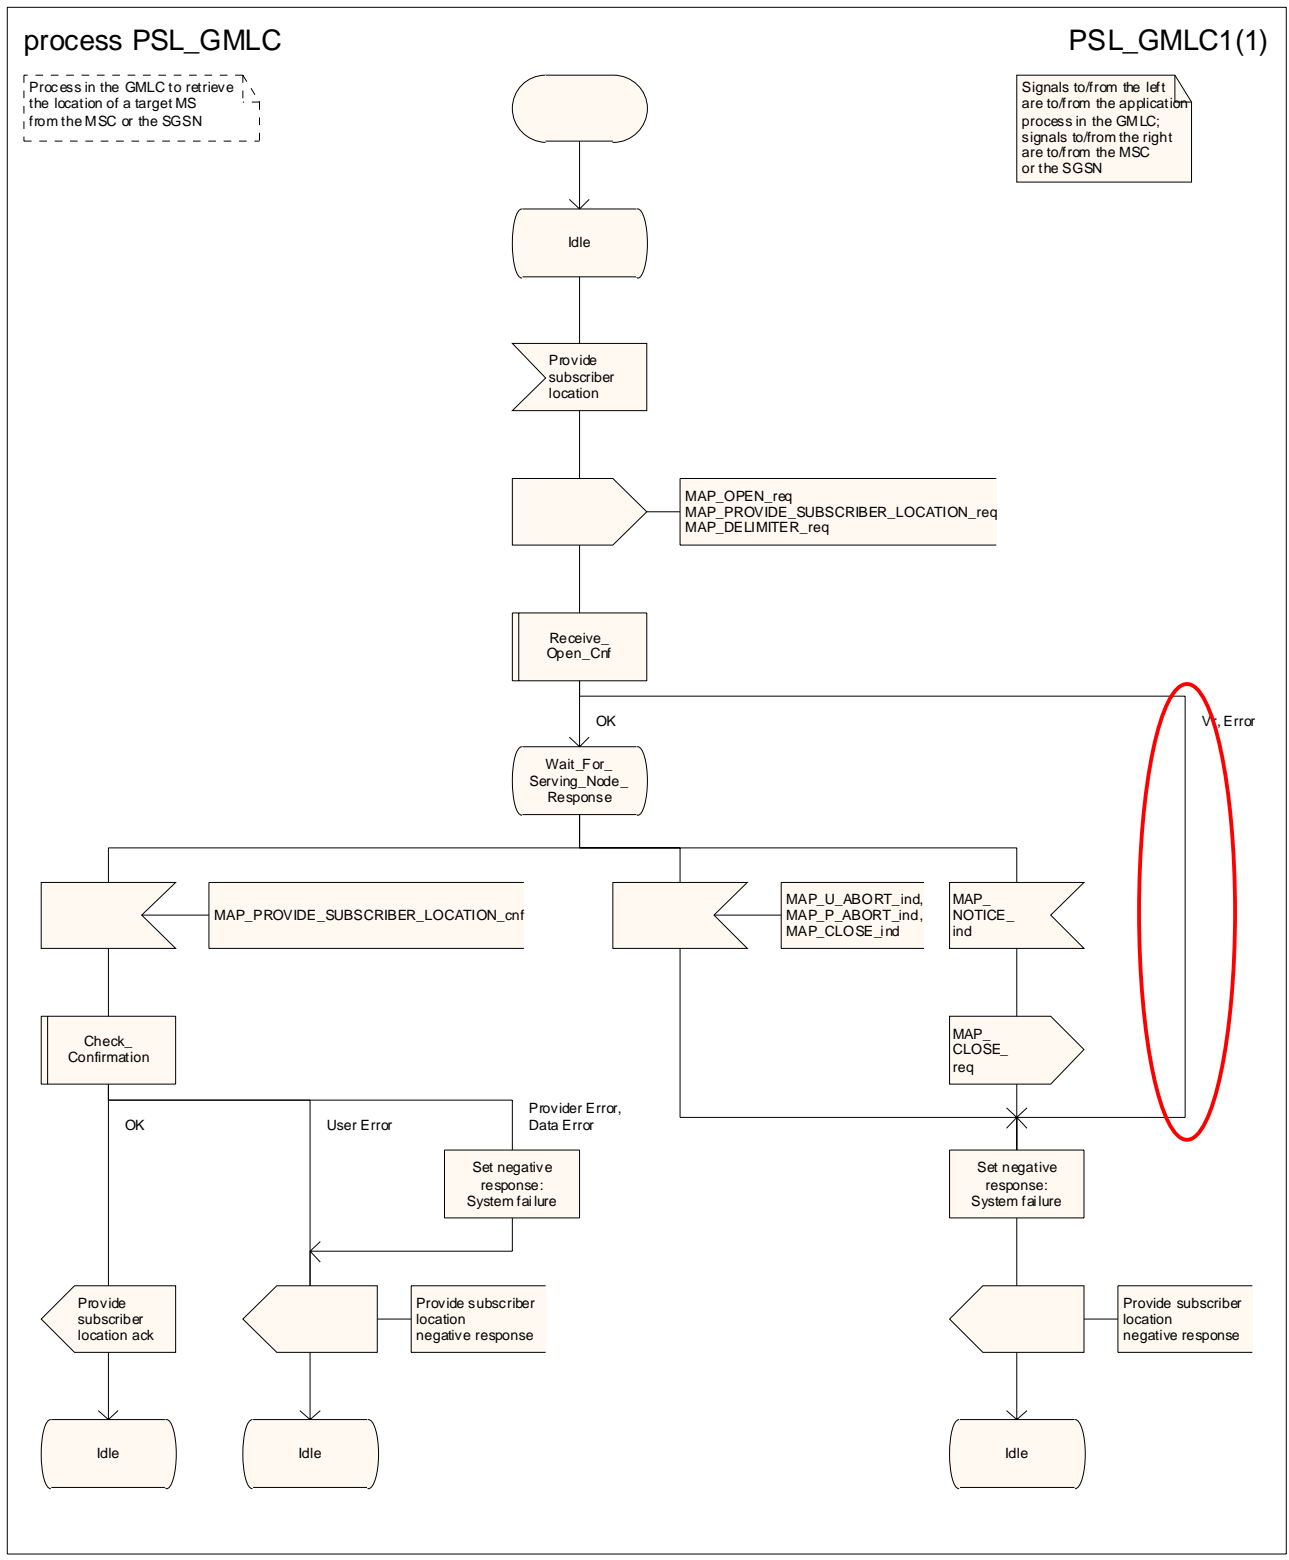 process PSL_GMLC
PSL_GMLC1(1)
Process in the GMLC to retrieve
the location of a target MS
from the MSC or the SGSN
Signals to/from the left
are to/from the application
process in the GMLC;
signals to/from the right
are to/from the MSC
or the SGSN
Idle
Provide
subscriber
location
MAP_OPEN_req
MAP_PROVIDE_SUBSCRIBER_LOCATION_req
MAP_DELIMITER_req
Receive_
Open_Cnf
OK
Vr, Error
Wait_For_
Serving_Node_
Response
MAP_PROVIDE_SUBSCRIBER_LOCATION_cnf
MAP_U_ABORT_ind,
MAP_P_ABORT_ind,
MAP_CLOSE_ind
MAP_
NOTICE_
ind
Check_
Confirmation
MAP_
CLOSE_
req
OK
User Error
Provider Error,
Data Error
Set negative
response:
System failure
Set negative
response:
System failure
Provide
subscriber
location ack
Provide subscriber
location
negative response
Provide subscriber
location
negative response
Idle
Idle
Idle